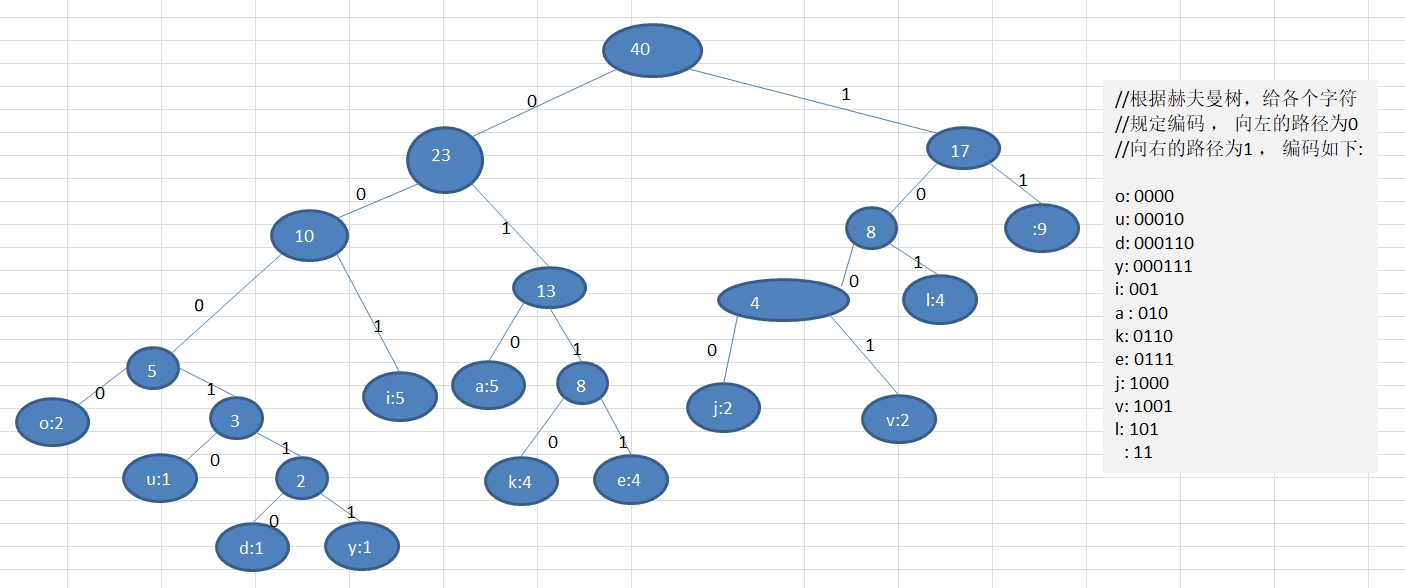 40
0
1
23
17
0
1
0
1
10
13
8
:9
0
1
0
1
0
1
5
i:5
a:5
8
4
l:4
0
1
0
1
0
1
o:2
3
k:4
e:4
j:2
v:2
0
1
u:1
2
0
1
d:1
y:1
//根据赫夫曼树，给各个字符
//规定编码 ， 向左的路径为0
//向右的路径为1 ， 编码如下:
o: 0000
u: 00010
d: 000110
y: 000111
i: 001
a : 010
k: 0110
e: 0111
j: 1000
v: 1001
l: 101
: 11